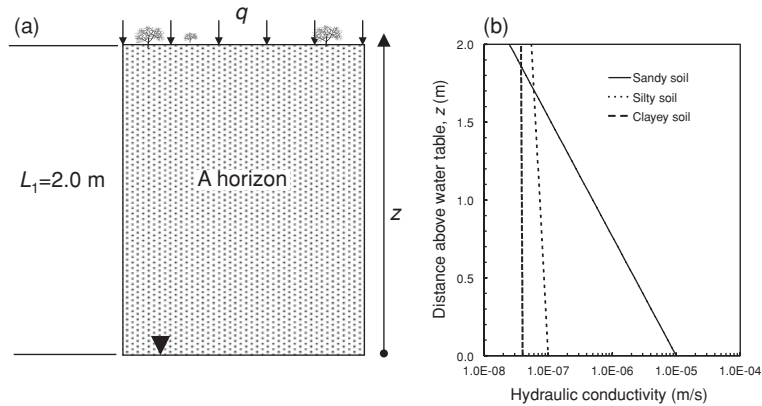 (a)
q
L1=2.0 m
A horizon
z
(b)
Distance above water table, z (m)
2.0
1.5
1.0
0.5
0.0
Sandy soil
Silty soil
Clayey soil
1.0E-08 1.0E-07 1.0E-06 1.0E-05 1.0E-04
Hydraulic conductivity (m/s)